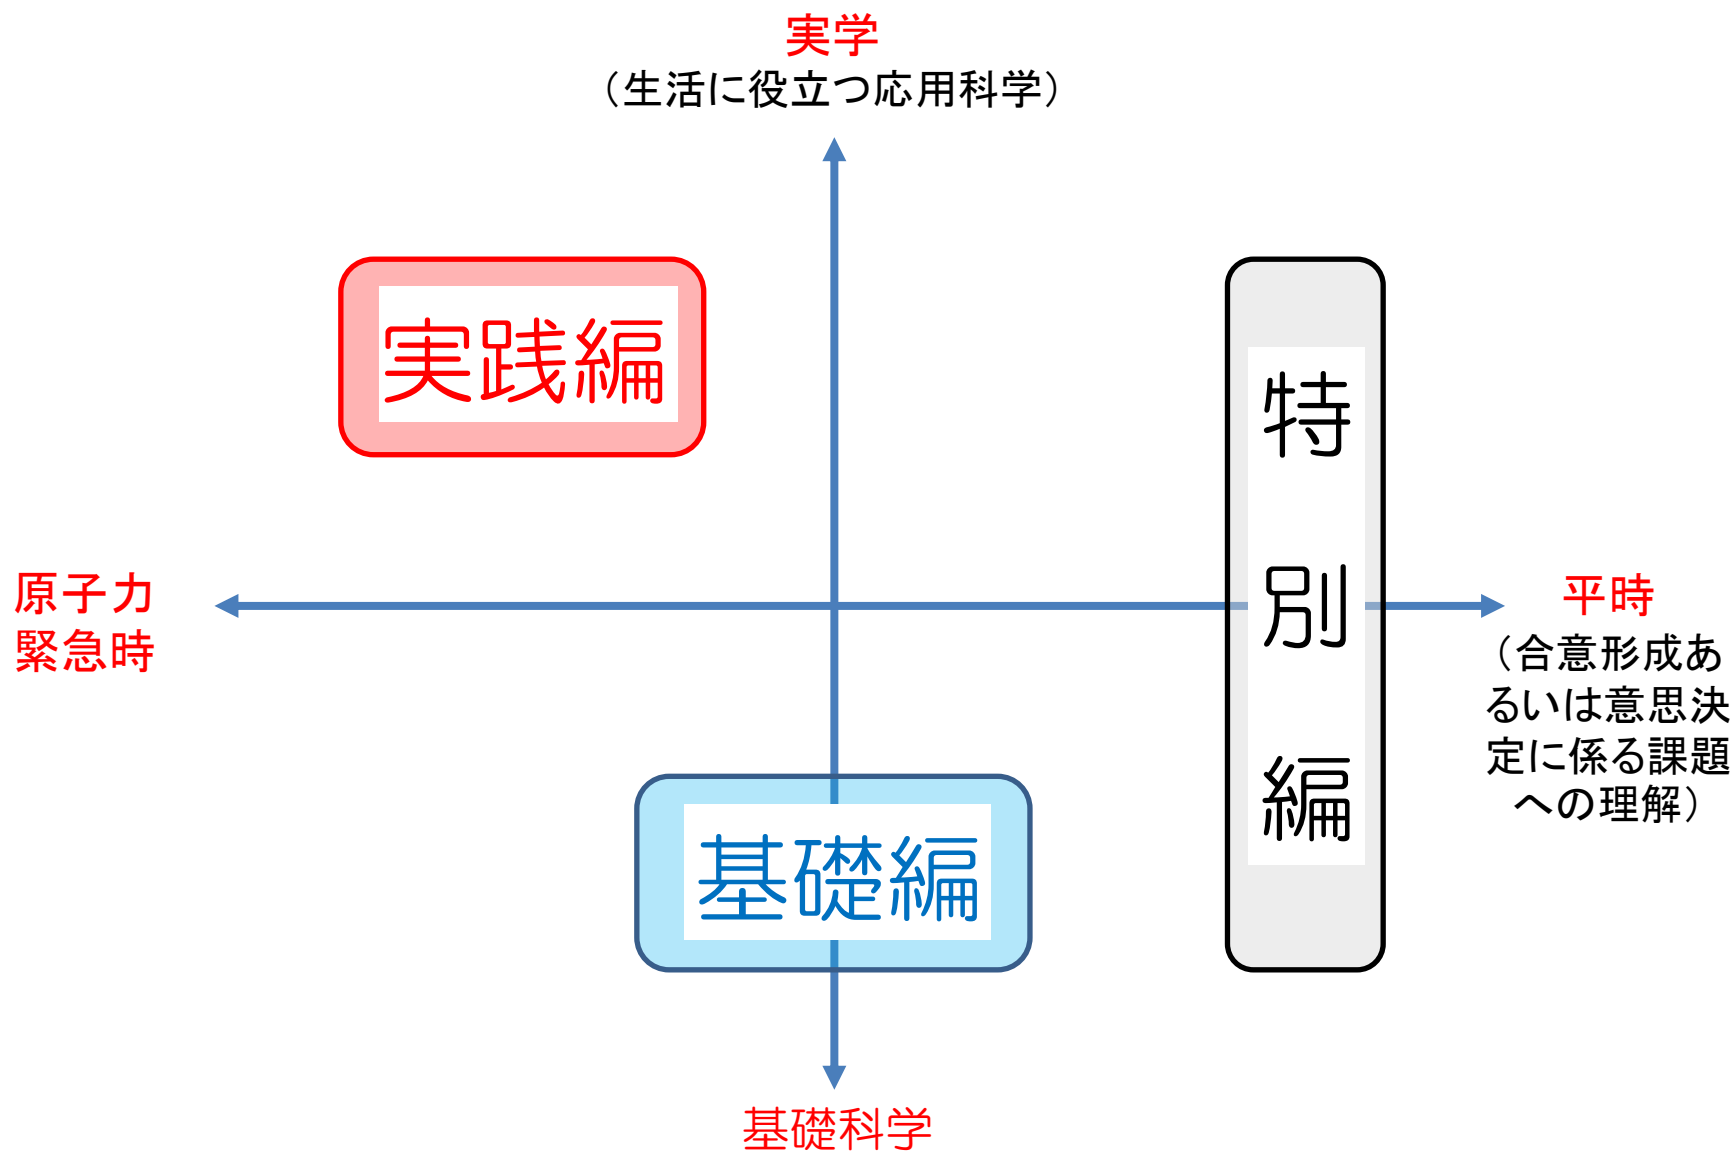 実学
（生活に役立つ応用科学）
実践編
特別編
原子力
緊急時
平時
（合意形成あ
るいは意思決
定に係る課題
への理解）
基礎編
基礎科学